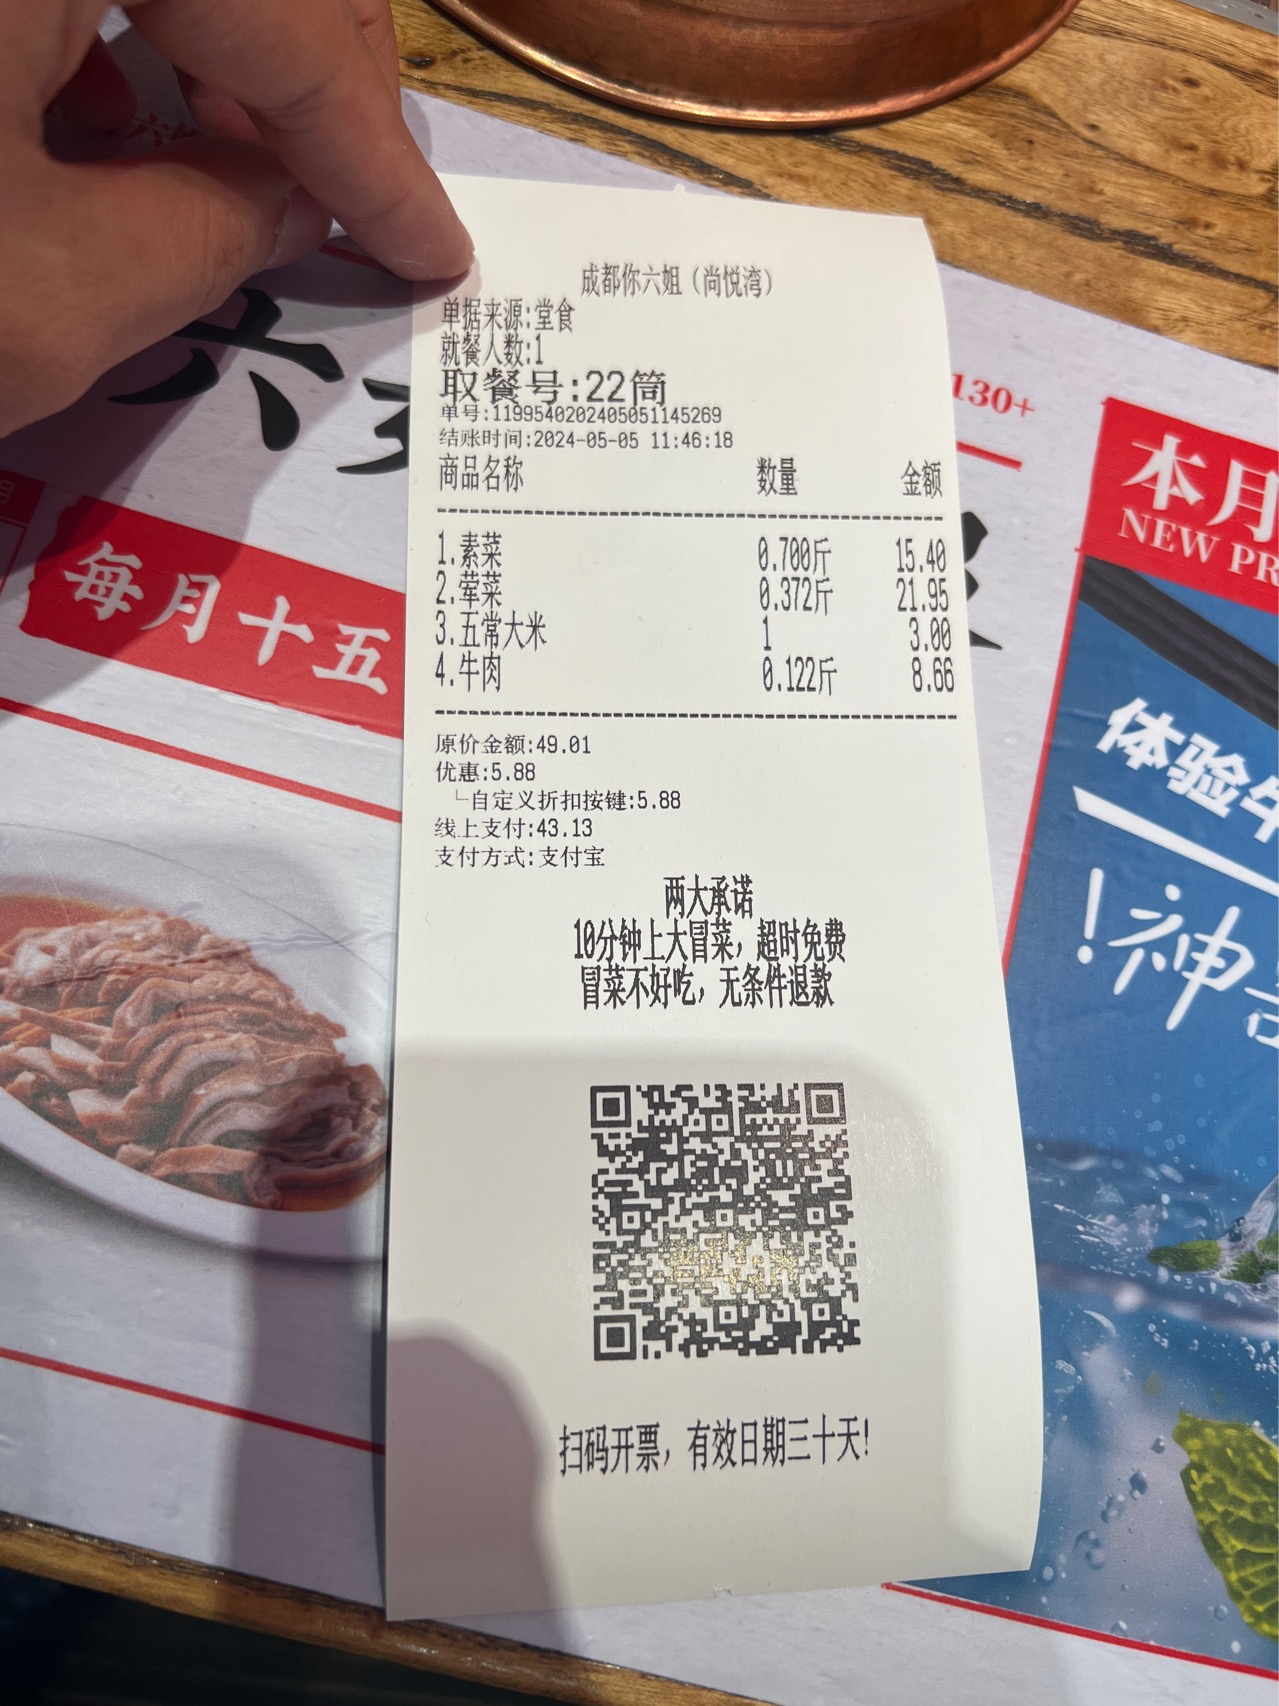 成都你六姐（尚悦湾）
单据来源:堂食
就餐人数:1
取餐号:22筒
单号:1199540202405051145269
结账时间:2024-05-05 11:46:18
商品名称 数量 金额
1.素菜 0.700斤 15.40
2.荤菜 0.372斤 21.95
3.五常大米 1 3.00
4.牛肉 0.122斤 8.66
原价金额:49.01
优惠:5.88
└自定义折扣按键:5.88
线上支付:43.13
支付方式:支付宝
两大承诺
10分钟上大冒菜，超时免费
冒菜不好吃，无条件退款
扫码开票，有效日期三十天!
六
每月十五
130+
本月
NEW PR
体验牛
!神